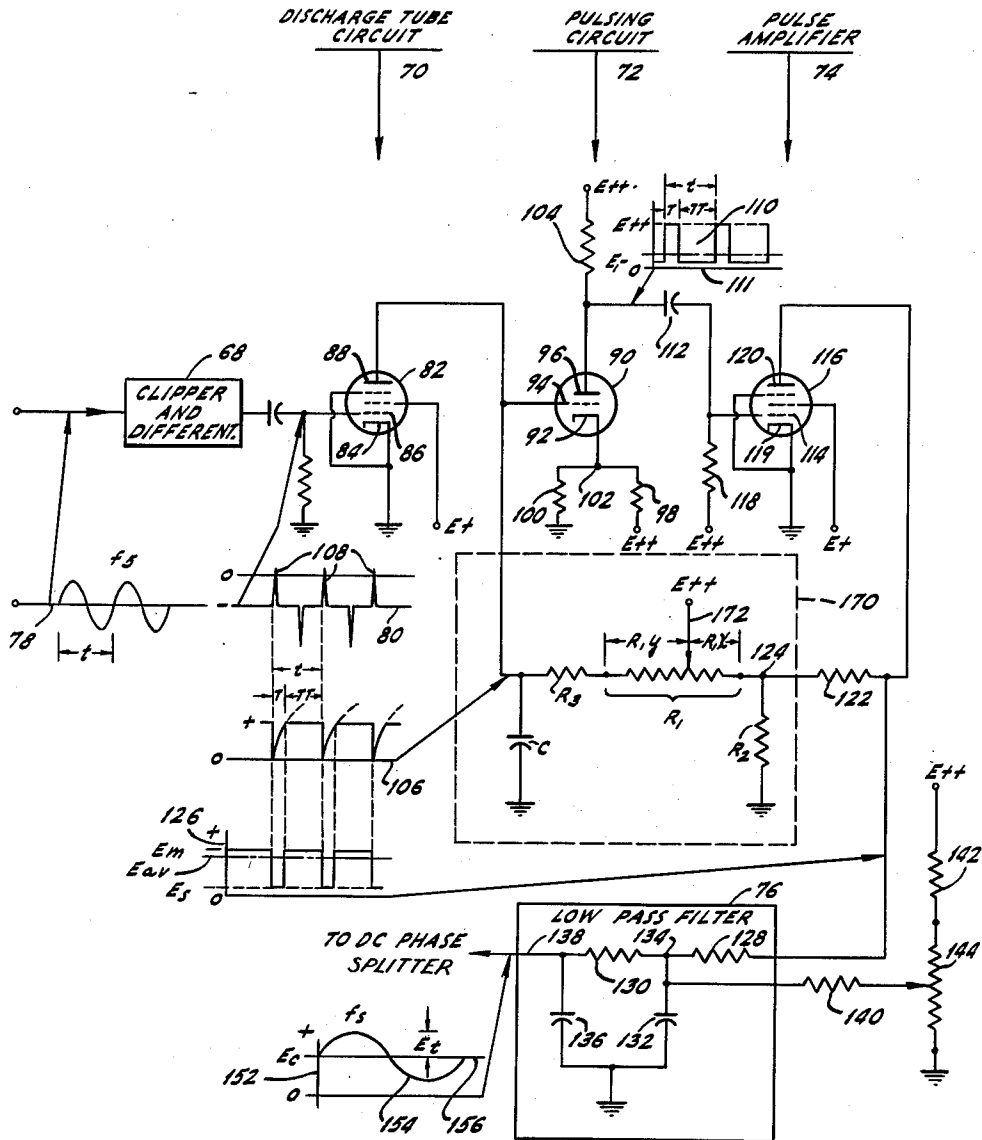 DISCHARGE TUBE
CIRCUIT
70
PULSING
CIRCUIT
72
PULSE
AMPLIFIER
74
E++
104
t
T TT
E++
E1-
0
110
111
68
CLIPPER
AND
DIFFERENT.
88
82
84
86
E+
96
94
92
90
112
120
116
119
114
118
100
102
98
E++
E++
E+
fs
78
t
0
108
80
170
E++
172
R1y
R1X
124
122
R3
R1
R2
C
t
T TT
+
0
106
126
+
Em
Eav
Es
0
E++
142
144
76
LOW PASS FILTER
TO DC PHASE
SPLITTER
138
134
128
130
140
136
132
fs
+
Ec
Et
152
0
154
156